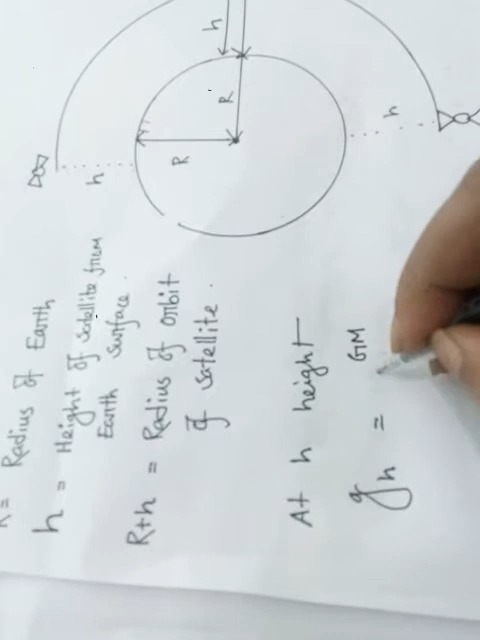 h
R
R
h
h
R = Radius of Earth
h = Height of satellite from
Earth surface.
R+h = Radius of orbit
of satellite.
At h height
gh = GM